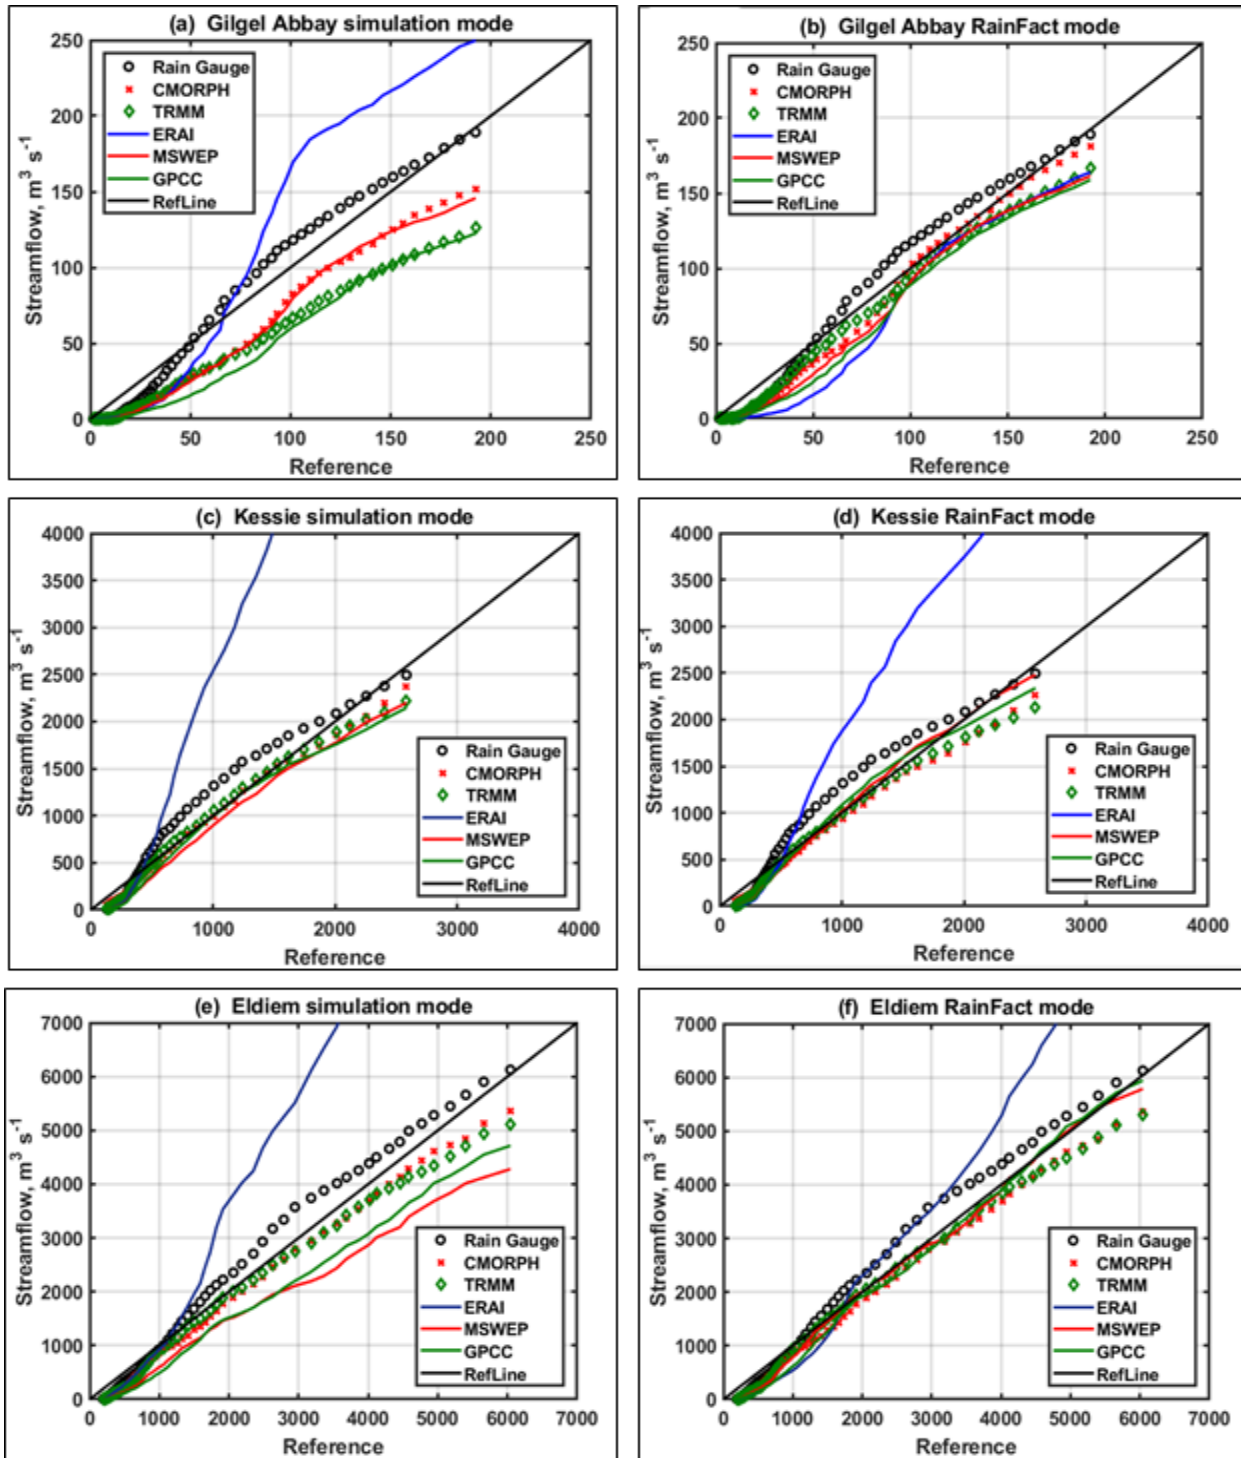 (a) Gilgel Abbay simulation mode
250
200
150
100
50
0
Streamflow, m³ s⁻¹
Rain Gauge
CMORPH
TRMM
ERAI
MSWEP
GPCC
RefLine
0 50 100 150 200 250
Reference
(b) Gilgel Abbay RainFact mode
250
200
150
100
50
0
Streamflow, m³ s⁻¹
Rain Gauge
CMORPH
TRMM
ERAI
MSWEP
GPCC
RefLine
0 50 100 150 200 250
Reference
(c) Kessie simulation mode
4000
3500
3000
2500
2000
1500
1000
500
0
Streamflow, m³ s⁻¹
Rain Gauge
CMORPH
TRMM
ERAI
MSWEP
GPCC
RefLine
0 1000 2000 3000 4000
Reference
(d) Kessie RainFact mode
4000
3500
3000
2500
2000
1500
1000
500
0
Streamflow, m³ s⁻¹
Rain Gauge
CMORPH
TRMM
ERAI
MSWEP
GPCC
RefLine
0 1000 2000 3000 4000
Reference
(e) Eldiem simulation mode
7000
6000
5000
4000
3000
2000
1000
0
Streamflow, m³ s⁻¹
Rain Gauge
CMORPH
TRMM
ERAI
MSWEP
GPCC
RefLine
0 1000 2000 3000 4000 5000 6000 7000
Reference
(f) Eldiem RainFact mode
7000
6000
5000
4000
3000
2000
1000
0
Streamflow, m³ s⁻¹
Rain Gauge
CMORPH
TRMM
ERAI
MSWEP
GPCC
RefLine
0 1000 2000 3000 4000 5000 6000 7000
Reference